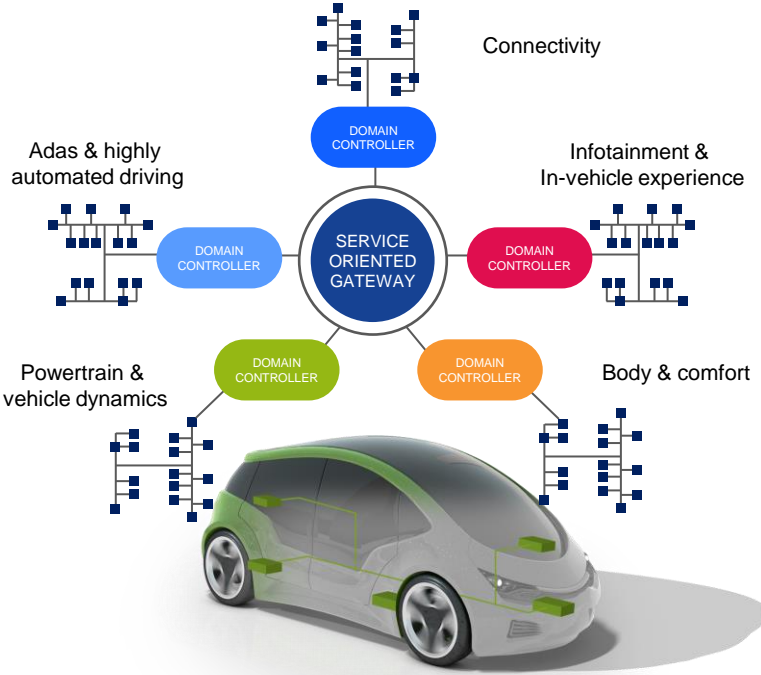 Connectivity
DOMAIN
CONTROLLER
Adas & highly
automated driving
Infotainment &
In-vehicle experience
DOMAIN
CONTROLLER
SERVICE
ORIENTED
GATEWAY
DOMAIN
CONTROLLER
Powertrain &
vehicle dynamics
DOMAIN
CONTROLLER
DOMAIN
CONTROLLER
Body & comfort